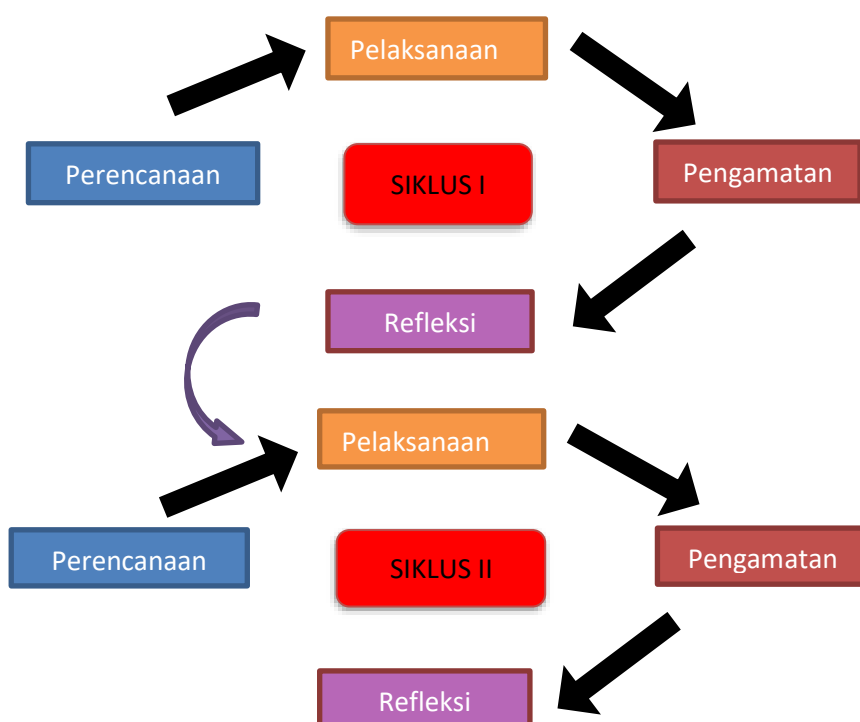 Pelaksanaan
Perencanaan
SIKLUS I
Pengamatan
Refleksi
Pelaksanaan
Perencanaan
SIKLUS II
Pengamatan
Refleksi